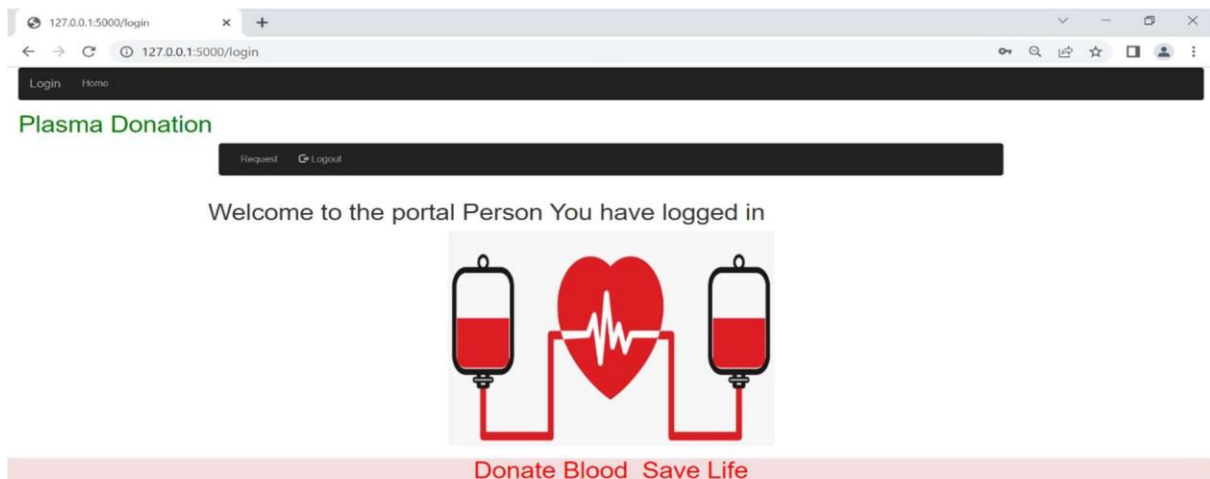 127.0.0.1:5000/login
127.0.0.1:5000/login
Login Home
Plasma Donation
Request Logout
Welcome to the portal Person You have logged in
Donate Blood Save Life